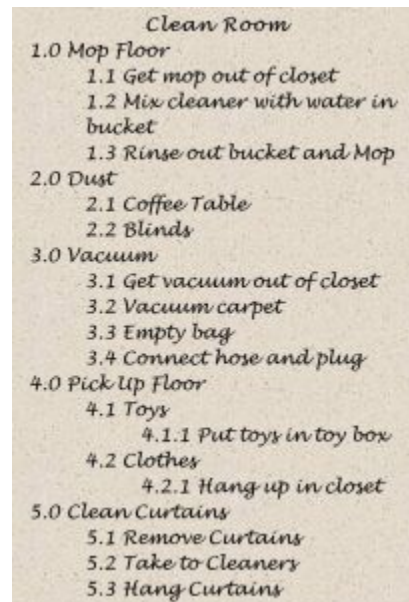 Clean Room
1.0 Mop Floor
1.1 Get mop out of closet
1.2 Mix cleaner with water in
bucket
1.3 Rinse out bucket and Mop
2.0 Dust
2.1 Coffee Table
2.2 Blinds
3.0 Vacuum
3.1 Get vacuum out of closet
3.2 Vacuum carpet
3.3 Empty bag
3.4 Connect hose and plug
4.0 Pick Up Floor
4.1 Toys
4.1.1 Put toys in toy box
4.2 Clothes
4.2.1 Hang up in closet
5.0 Clean Curtains
5.1 Remove Curtains
5.2 Take to Cleaners
5.3 Hang Curtains